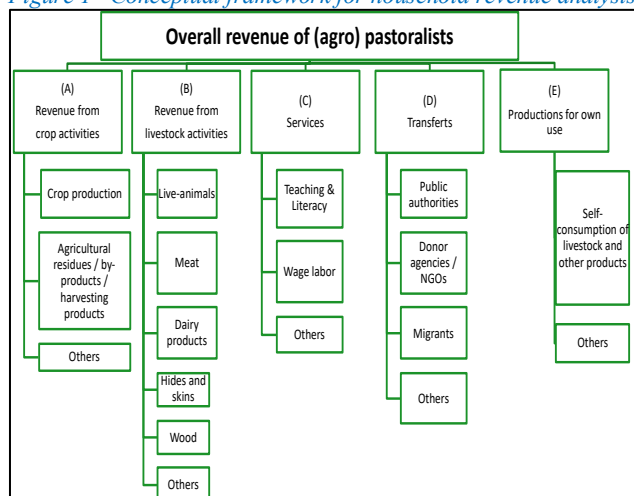 Figure 1 - Conceptual framework for household revenue analysis
Overall revenue of (agro) pastoralists
(A)
Revenue from
crop activities
Crop production
Agricultural
residues / by-
products /
harvesting
products
Others
(B)
Revenue from
livestock activities
Live-animals
Meat
Dairy
products
Hides and
skins
Wood
Others
(C)
Services
Teaching &
Literacy
Wage labor
Others
(D)
Transferts
Public
authorities
Donor
agencies /
NGOs
Migrants
Others
(E)
Productions for own
use
Self-
consumption of
livestock and
other products
Others